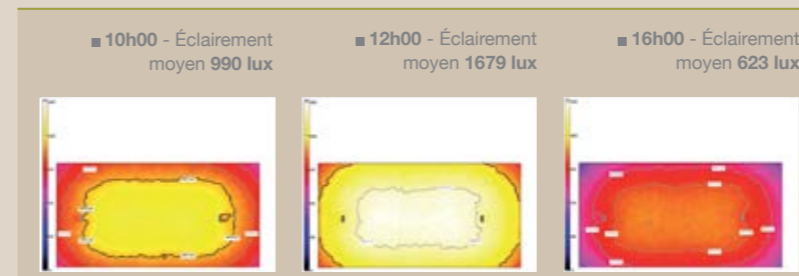 ■ 10h00 - Éclairement
moyen 990 lux
■ 12h00 - Éclairement
moyen 1679 lux
■ 16h00 - Éclairement
moyen 623 lux